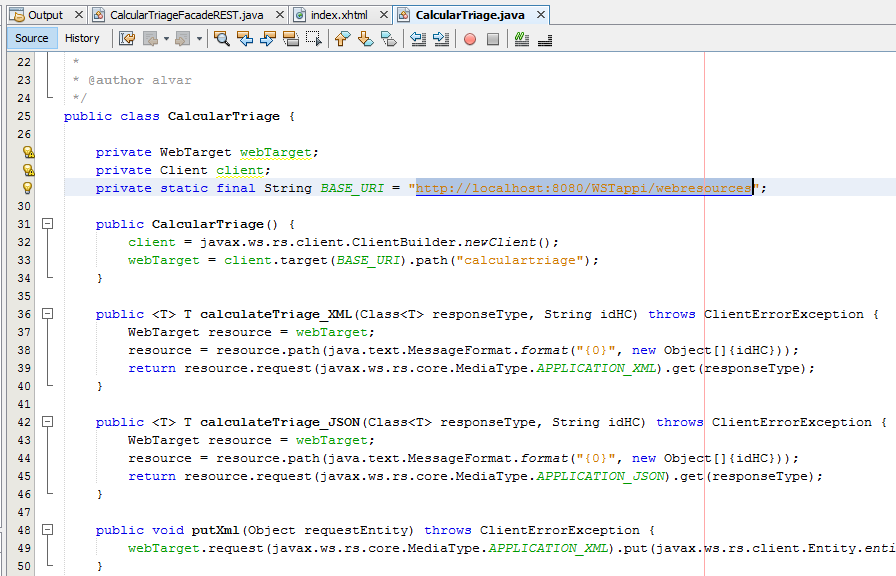 Output CalcularTriageFacadeREST.java index.xhtml CalcularTriage.java
Source History
22 *
23 * @author alvar
24 */
25 public class CalcularTriage {
26
private WebTarget webTarget;
private Client client;
private static final String BASE_URI = "http://localhost:8080/WSTappi/webresources";
30
31 public CalcularTriage() {
32 client = javax.ws.rs.client.ClientBuilder.newClient();
33 webTarget = client.target(BASE_URI).path("calculartriage");
34 }
35
36 public <T> T calculateTriage_XML(Class<T> responseType, String idHC) throws ClientErrorException {
37 WebTarget resource = webTarget;
38 resource = resource.path(java.text.MessageFormat.format("{0}", new Object[]{idHC}));
39 return resource.request(javax.ws.rs.core.MediaType.APPLICATION_XML).get(responseType);
40 }
41
42 public <T> T calculateTriage_JSON(Class<T> responseType, String idHC) throws ClientErrorException {
43 WebTarget resource = webTarget;
44 resource = resource.path(java.text.MessageFormat.format("{0}", new Object[]{idHC}));
45 return resource.request(javax.ws.rs.core.MediaType.APPLICATION_JSON).get(responseType);
46 }
47
48 public void putXml(Object requestEntity) throws ClientErrorException {
49 webTarget.request(javax.ws.rs.core.MediaType.APPLICATION_XML).put(javax.ws.rs.client.Entity.enti
50 }